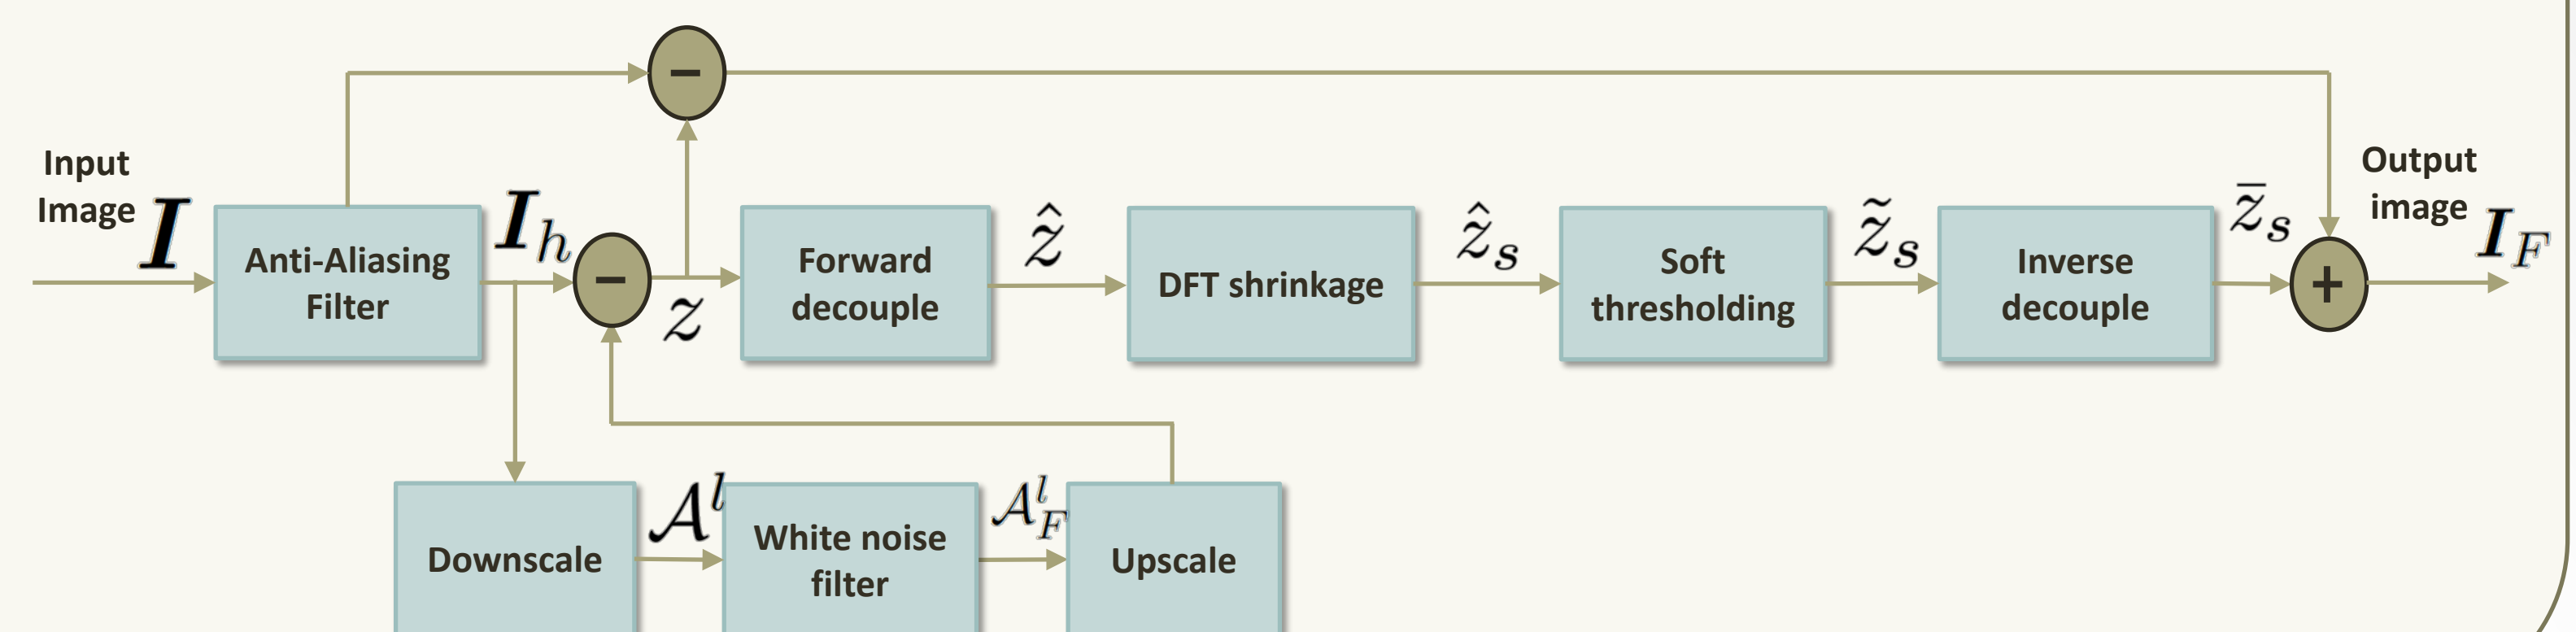 −
Input
Image
I
Anti-Aliasing
Filter
I_h
−
z
Forward
decouple
ẑ
DFT shrinkage
ẑ_s
Soft
thresholding
z̃_s
Inverse
decouple
z̄_s
+
Output
image
I_F
Downscale
𝒜^l
White noise
filter
𝒜_F^l
Upscale